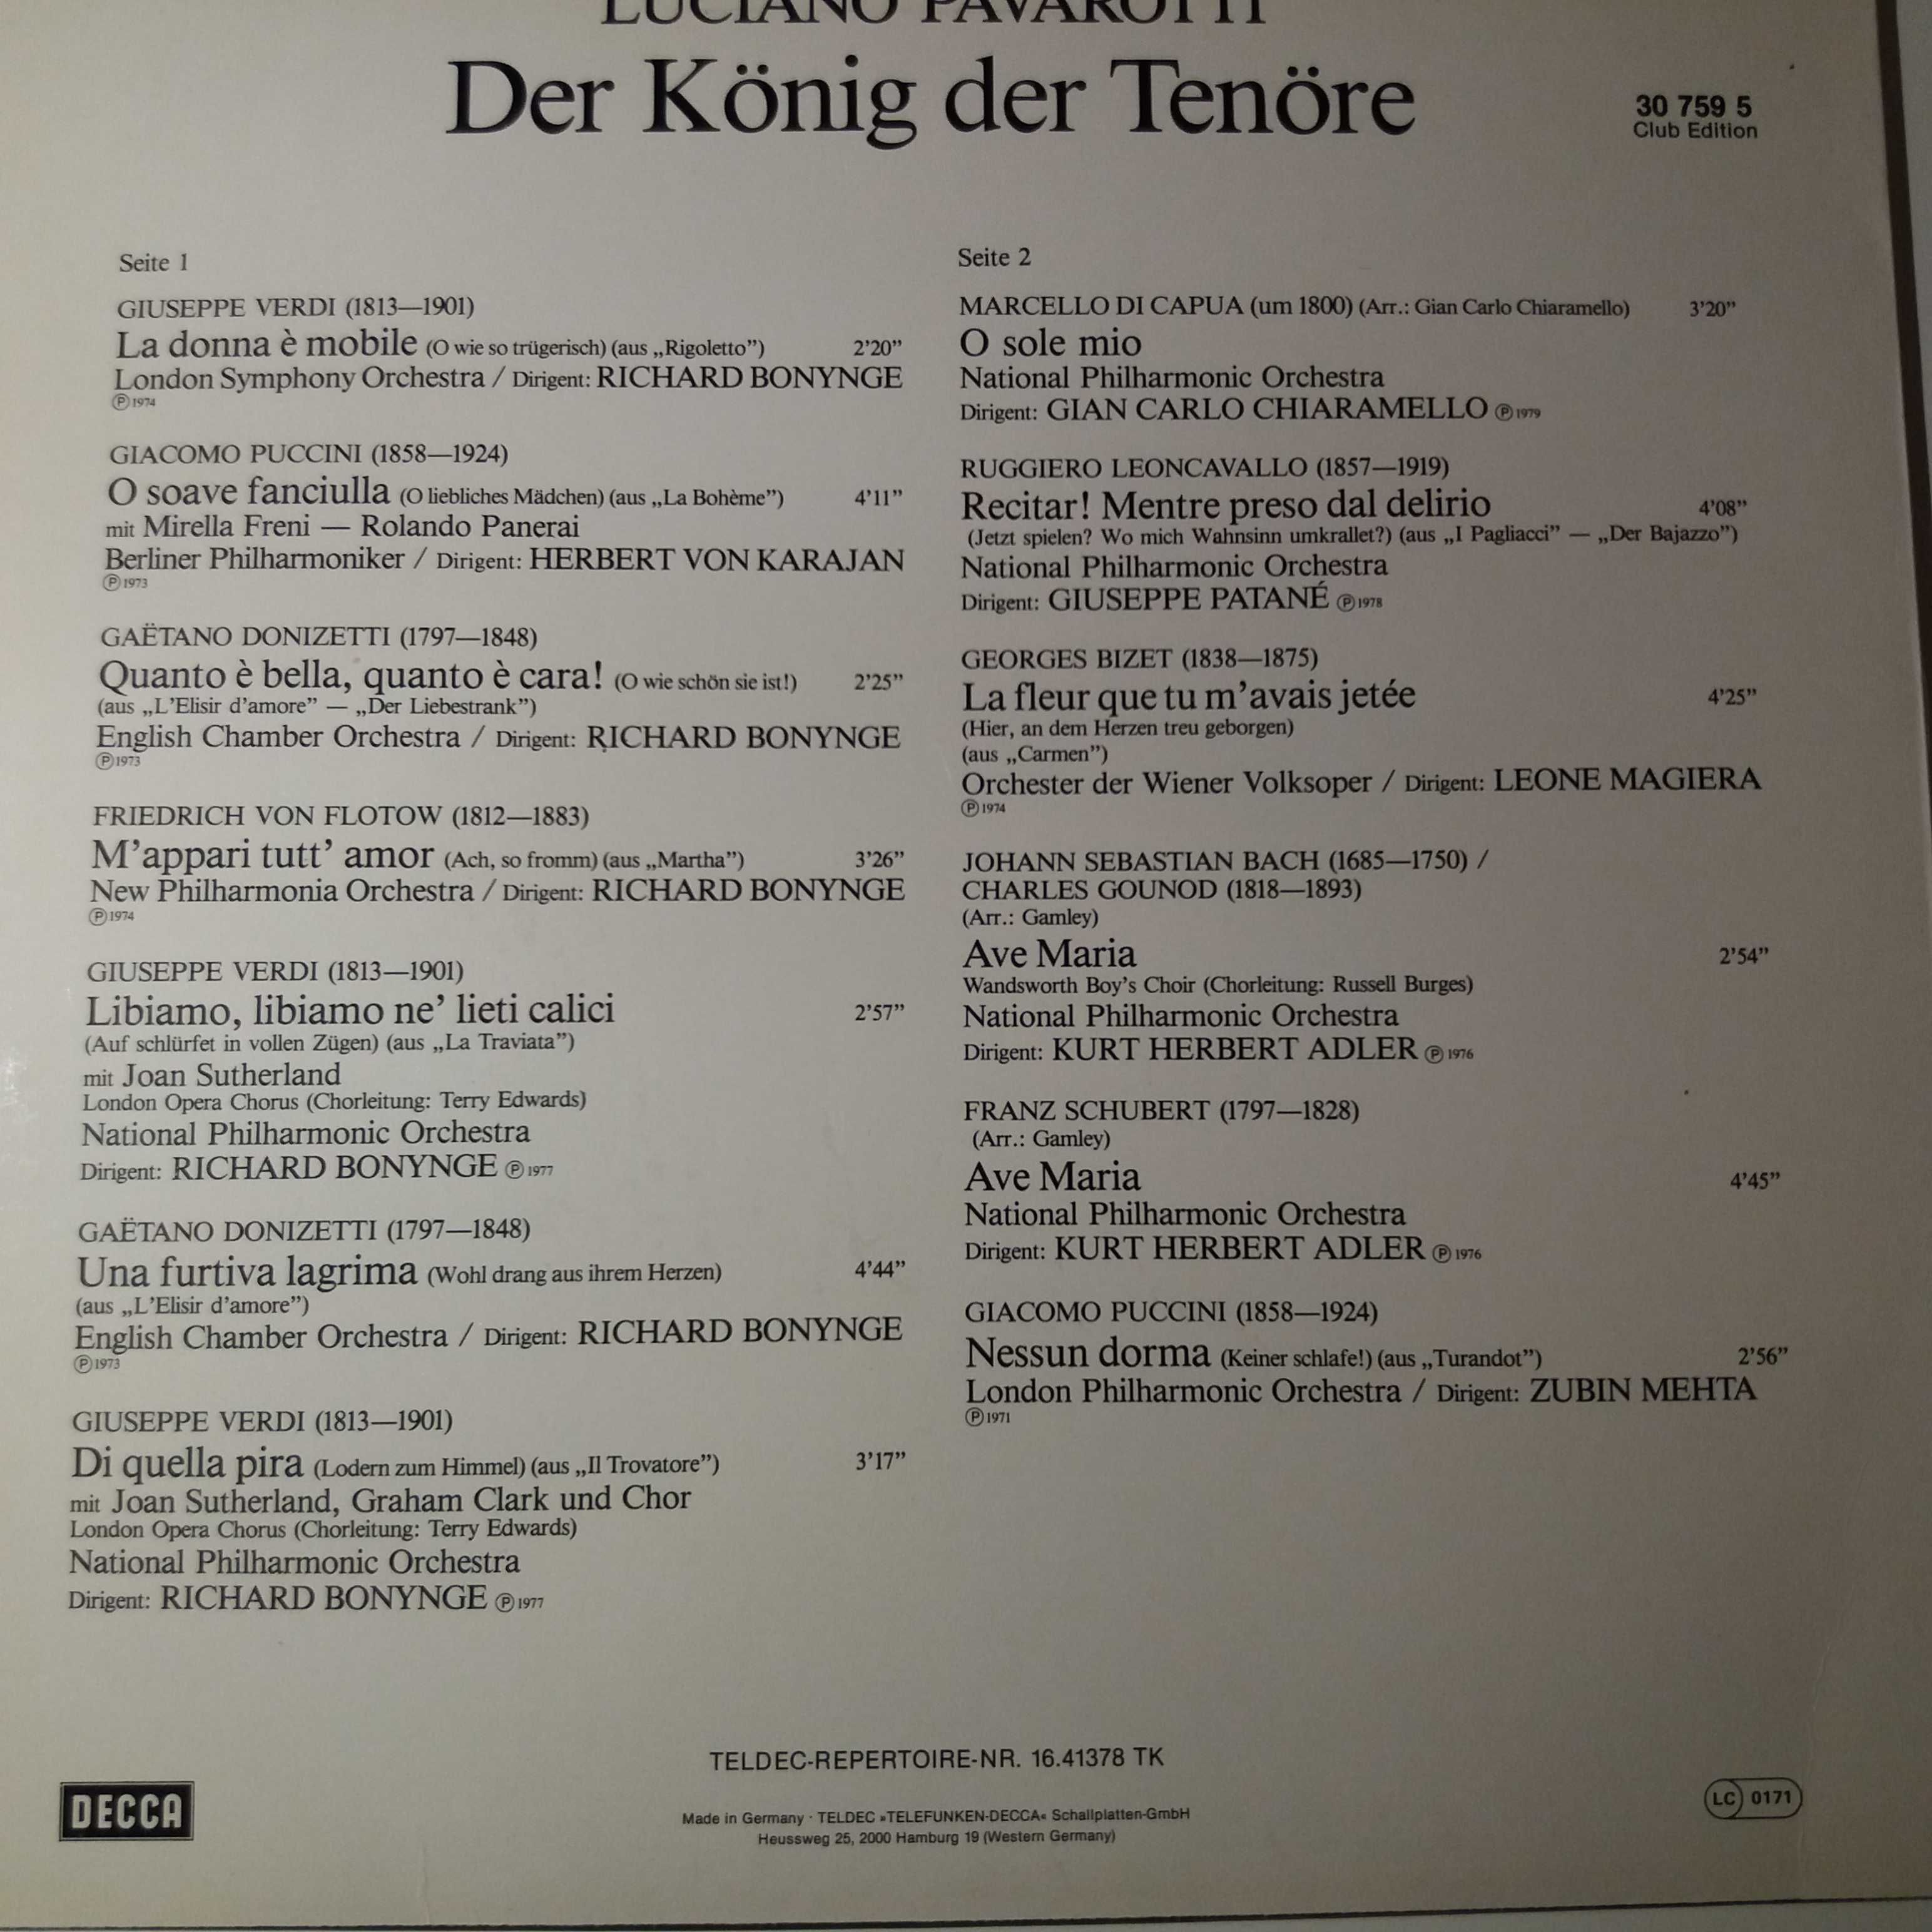 LUCIANO PAVAROTTI
Der König der Tenöre
30 759 5
Club Edition
Seite 1
GIUSEPPE VERDI (1813—1901)
La donna è mobile (O wie so trügerisch) (aus „Rigoletto”) 2’20”
London Symphony Orchestra / Dirigent: RICHARD BONYNGE
Ⓟ 1974
GIACOMO PUCCINI (1858—1924)
O soave fanciulla (O liebliches Mädchen) (aus „La Bohème”) 4’11”
mit Mirella Freni — Rolando Panerai
Berliner Philharmoniker / Dirigent: HERBERT VON KARAJAN
Ⓟ 1973
GAËTANO DONIZETTI (1797—1848)
Quanto è bella, quanto è cara! (O wie schön sie ist!) 2’25”
(aus „L’Elisir d’amore” — „Der Liebestrank”)
English Chamber Orchestra / Dirigent: RICHARD BONYNGE
Ⓟ 1973
FRIEDRICH VON FLOTOW (1812—1883)
M’appari tutt’ amor (Ach, so fromm) (aus „Martha”) 3’26”
New Philharmonia Orchestra / Dirigent: RICHARD BONYNGE
Ⓟ 1974
GIUSEPPE VERDI (1813—1901)
Libiamo, libiamo ne’ lieti calici 2’57”
(Auf schlürfet in vollen Zügen) (aus „La Traviata”)
mit Joan Sutherland
London Opera Chorus (Chorleitung: Terry Edwards)
National Philharmonic Orchestra
Dirigent: RICHARD BONYNGE Ⓟ 1977
GAËTANO DONIZETTI (1797—1848)
Una furtiva lagrima (Wohl drang aus ihrem Herzen) 4’44”
(aus „L’Elisir d’amore”)
English Chamber Orchestra / Dirigent: RICHARD BONYNGE
Ⓟ 1973
GIUSEPPE VERDI (1813—1901)
Di quella pira (Lodern zum Himmel) (aus „Il Trovatore”) 3’17”
mit Joan Sutherland, Graham Clark und Chor
London Opera Chorus (Chorleitung: Terry Edwards)
National Philharmonic Orchestra
Dirigent: RICHARD BONYNGE Ⓟ 1977
Seite 2
MARCELLO DI CAPUA (um 1800) (Arr.: Gian Carlo Chiaramello) 3’20”
O sole mio
National Philharmonic Orchestra
Dirigent: GIAN CARLO CHIARAMELLO Ⓟ 1979
RUGGIERO LEONCAVALLO (1857—1919)
Recitar! Mentre preso dal delirio 4’08”
(Jetzt spielen? Wo mich Wahnsinn umkrallet?) (aus „I Pagliacci” — „Der Bajazzo”)
National Philharmonic Orchestra
Dirigent: GIUSEPPE PATANÉ Ⓟ 1978
GEORGES BIZET (1838—1875)
La fleur que tu m’avais jetée 4’25”
(Hier, an dem Herzen treu geborgen)
(aus „Carmen”)
Orchester der Wiener Volksoper / Dirigent: LEONE MAGIERA
Ⓟ 1974
JOHANN SEBASTIAN BACH (1685—1750) /
CHARLES GOUNOD (1818—1893)
(Arr.: Gamley)
Ave Maria 2’54”
Wandsworth Boy’s Choir (Chorleitung: Russell Burges)
National Philharmonic Orchestra
Dirigent: KURT HERBERT ADLER Ⓟ 1976
FRANZ SCHUBERT (1797—1828)
(Arr.: Gamley)
Ave Maria 4’45”
National Philharmonic Orchestra
Dirigent: KURT HERBERT ADLER Ⓟ 1976
GIACOMO PUCCINI (1858—1924)
Nessun dorma (Keiner schlafe!) (aus „Turandot”) 2’56”
London Philharmonic Orchestra / Dirigent: ZUBIN MEHTA
Ⓟ 1971
TELDEC-REPERTOIRE-NR. 16.41378 TK
DECCA
Made in Germany · TELDEC »TELEFUNKEN-DECCA« Schallplatten-GmbH
Heussweg 25, 2000 Hamburg 19 (Western Germany)
LC 0171